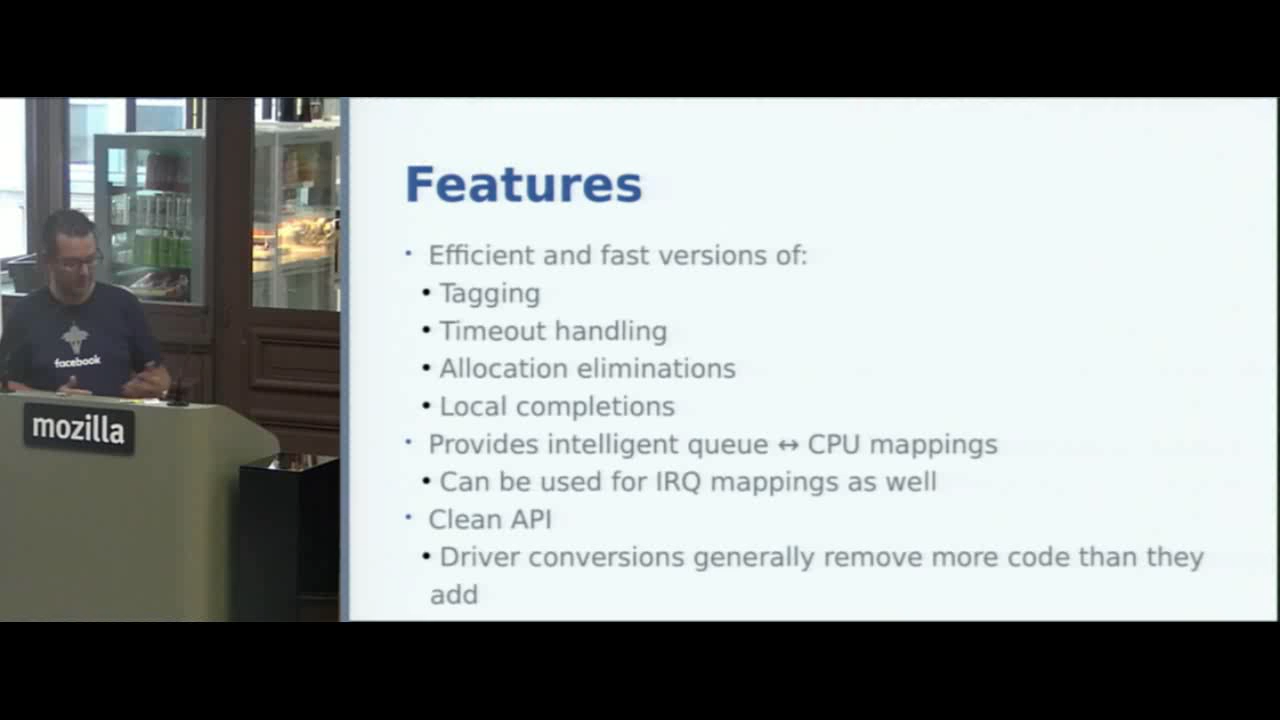 facebook
mozilla
Features
• Efficient and fast versions of:
• Tagging
• Timeout handling
• Allocation eliminations
• Local completions
• Provides intelligent queue ↔ CPU mappings
• Can be used for IRQ mappings as well
• Clean API
• Driver conversions generally remove more code than they
add